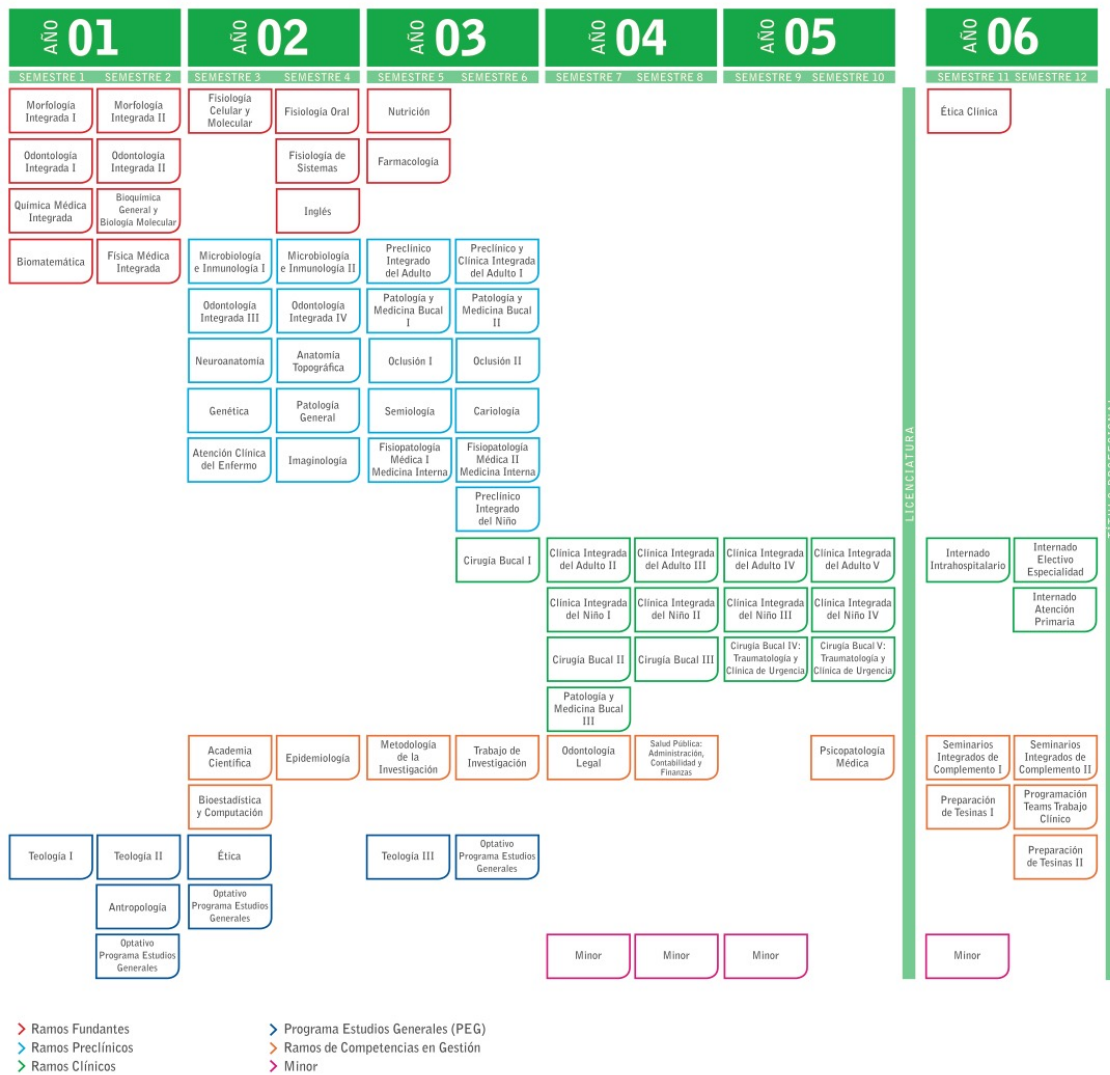 AÑO 01
AÑO 02
AÑO 03
AÑO 04
AÑO 05
AÑO 06
SEMESTRE 1 SEMESTRE 2
SEMESTRE 3 SEMESTRE 4
SEMESTRE 5 SEMESTRE 6
SEMESTRE 7 SEMESTRE 8
SEMESTRE 9 SEMESTRE 10
SEMESTRE 11 SEMESTRE 12
Morfología
Integrada I
Morfología
Integrada II
Fisiología
Celular y
Molecular
Fisiología Oral
Nutrición
Ética Clínica
Odontología
Integrada I
Odontología
Integrada II
Fisiología de
Sistemas
Farmacología
Química Médica
Integrada
Bioquímica
General y
Biología Molecular
Inglés
Biomatemática
Física Médica
Integrada
Microbiología
e Inmunología I
Microbiología
e Inmunología II
Preclínico
Integrado
del Adulto
Preclínico y
Clínica Integrada
del Adulto I
Odontología
Integrada III
Odontología
Integrada IV
Patología y
Medicina Bucal
I
Patología y
Medicina Bucal
II
Neuroanatomía
Anatomía
Topográfica
Oclusión I
Oclusión II
Genética
Patología
General
Semiología
Cariología
Atención Clínica
del Enfermo
Imaginología
Fisiopatología
Médica I
Medicina Interna
Fisiopatología
Médica II
Medicina Interna
Preclínico
Integrado
del Niño
LICENCIATURA
Cirugía Bucal I
Clínica Integrada
del Adulto II
Clínica Integrada
del Adulto III
Clínica Integrada
del Adulto IV
Clínica Integrada
del Adulto V
Internado
Intrahospitalario
Internado
Electivo
Especialidad
Clínica Integrada
del Niño I
Clínica Integrada
del Niño II
Clínica Integrada
del Niño III
Clínica Integrada
del Niño IV
Internado
Atención
Primaria
Cirugía Bucal II
Cirugía Bucal III
Cirugía Bucal IV:
Traumatología y
Clínica de Urgencia
Cirugía Bucal V:
Traumatología y
Clínica de Urgencia
Patología y
Medicina Bucal
III
Academia
Científica
Epidemiología
Metodología
de la
Investigación
Trabajo de
Investigación
Odontología
Legal
Salud Pública:
Administración,
Contabilidad y
Finanzas
Psicopatología
Médica
Seminarios
Integrados de
Complemento I
Seminarios
Integrados de
Complemento II
Bioestadística
y Computación
Preparación
de Tesinas I
Programación
Teams Trabajo
Clínico
Teología I
Teología II
Ética
Teología III
Optativo
Programa Estudios
Generales
Preparación
de Tesinas II
Antropología
Optativo
Programa Estudios
Generales
Optativo
Programa Estudios
Generales
Minor
Minor
Minor
Minor
> Ramos Fundantes
> Ramos Preclínicos
> Ramos Clínicos
> Programa Estudios Generales (PEG)
> Ramos de Competencias en Gestión
> Minor